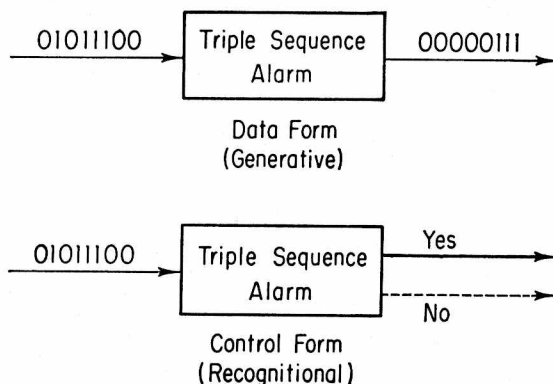 01011100
Triple Sequence
Alarm
00000111
Data Form
(Generative)
01011100
Triple Sequence
Alarm
Yes
No
Control Form
(Recognitional)